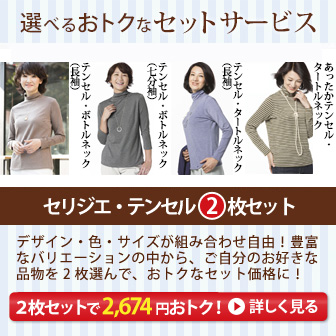 選べるおトクなセットサービス
テンセル・ボトルネック
（長袖）
テンセル・ボトルネック
（七分袖）
テンセル・タートルネック
（長袖）
あったかテンセル・
タートルネック
セリジエ・テンセル2枚セット
デザイン・色・サイズが組み合わせ自由！豊富
なバリエーションの中から、ご自分のお好きな
品物を2枚選んで、おトクなセット価格に！
2枚セットで2,674円おトク！ 詳しく見る